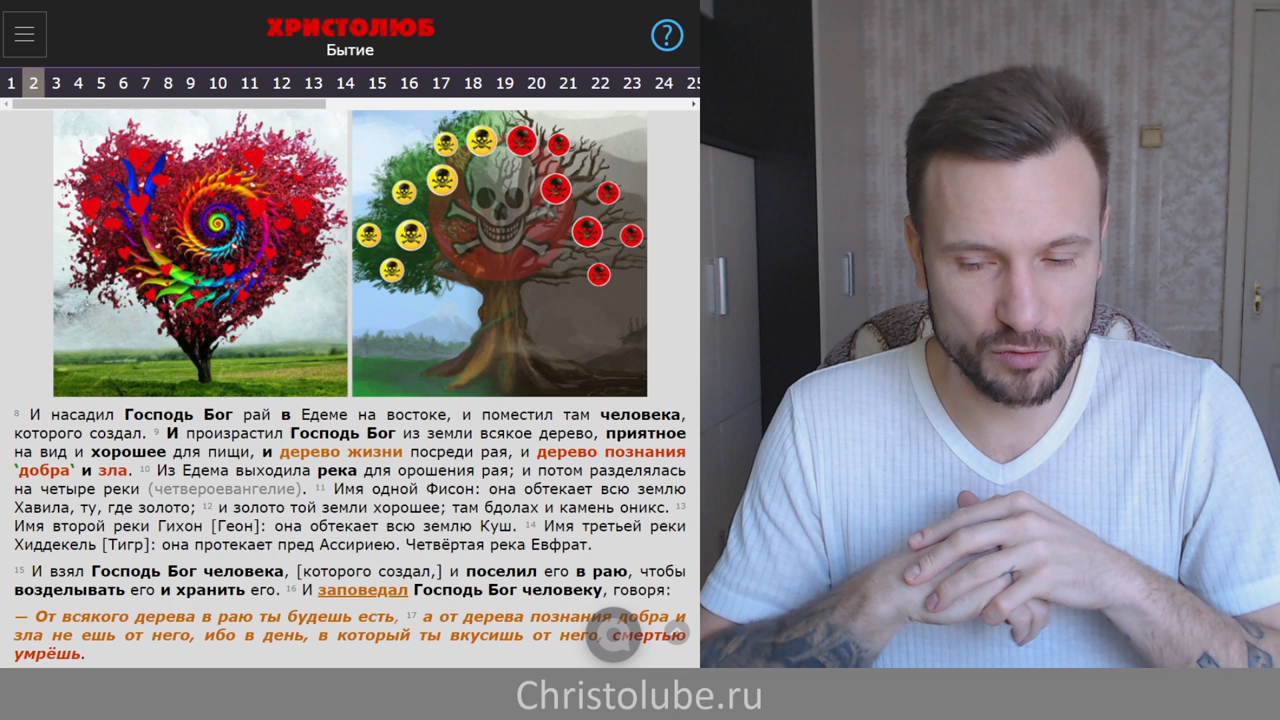 ХРИСТОЛЮБ
Бытие
?
1 2 3 4 5 6 7 8 9 10 11 12 13 14 15 16 17 18 19 20 21 22 23 24 25
8 И насадил Господь Бог рай в Едеме на востоке, и поместил там человека,
которого создал. 9 И произрастил Господь Бог из земли всякое дерево, приятное
на вид и хорошее для пищи, и дерево жизни посреди рая, и дерево познания
‛добра‛ и зла. 10 Из Едема выходила река для орошения рая; и потом разделялась
на четыре реки (четвероевангелие). 11 Имя одной Фисон: она обтекает всю землю
Хавила, ту, где золото; 12 и золото той земли хорошее; там бдолах и камень оникс. 13
Имя второй реки Гихон [Геон]: она обтекает всю землю Куш. 14 Имя третьей реки
Хиддекель [Тигр]: она протекает пред Ассириею. Четвёртая река Евфрат.
15 И взял Господь Бог человека, [которого создал,] и поселил его в раю, чтобы
возделывать его и хранить его. 16 И заповедал Господь Бог человеку, говоря:
— От всякого дерева в раю ты будешь есть, 17 а от дерева познания добра и
зла не ешь от него, ибо в день, в который ты вкусишь от него, смертью
умрёшь.
Christolube.ru